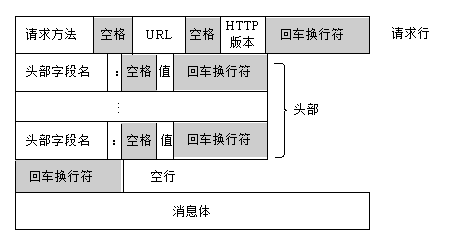 请求方法 空格 URL 空格 HTTP版本 回车换行符 请求行
头部字段名 : 空格 值 回车换行符
⋮
头部
头部字段名 : 空格 值 回车换行符
回车换行符 空行
消息体